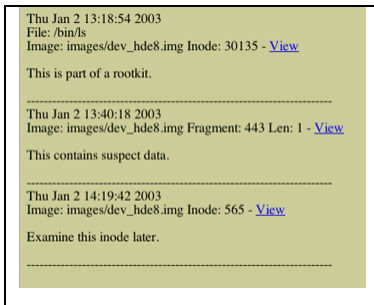 Thu Jan 2 13:18:54 2003
File: /bin/ls
Image: images/dev_hde8.img Inode: 30135 - View
This is part of a rootkit.
--------------------------------------------------------------------
Thu Jan 2 13:40:18 2003
Image: images/dev_hde8.img Fragment: 443 Len: 1 - View
This contains suspect data.
--------------------------------------------------------------------
Thu Jan 2 14:19:42 2003
Image: images/dev_hde8.img Inode: 565 - View
Examine this inode later.
--------------------------------------------------------------------